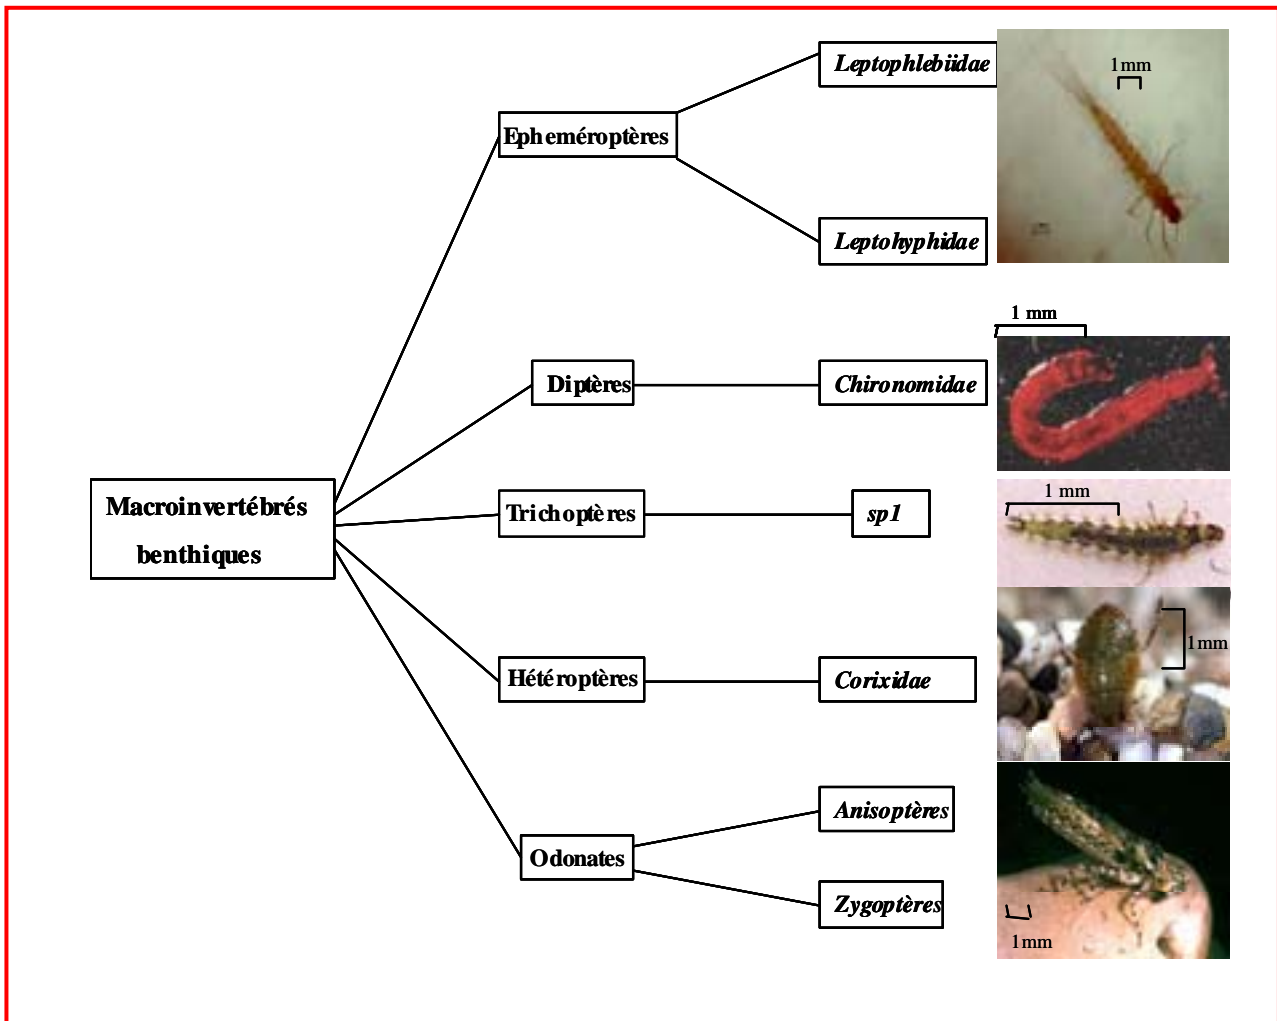 Leptophlebiidae
1mm
Epheméroptères
Leptohyphidae
1 mm
Diptères
Chironomidae
1 mm
Macroinvertébrés
benthiques
Trichoptères
sp1
1mm
Hétéroptères
Corixidae
Anisoptères
Odonates
Zygoptères
1mm